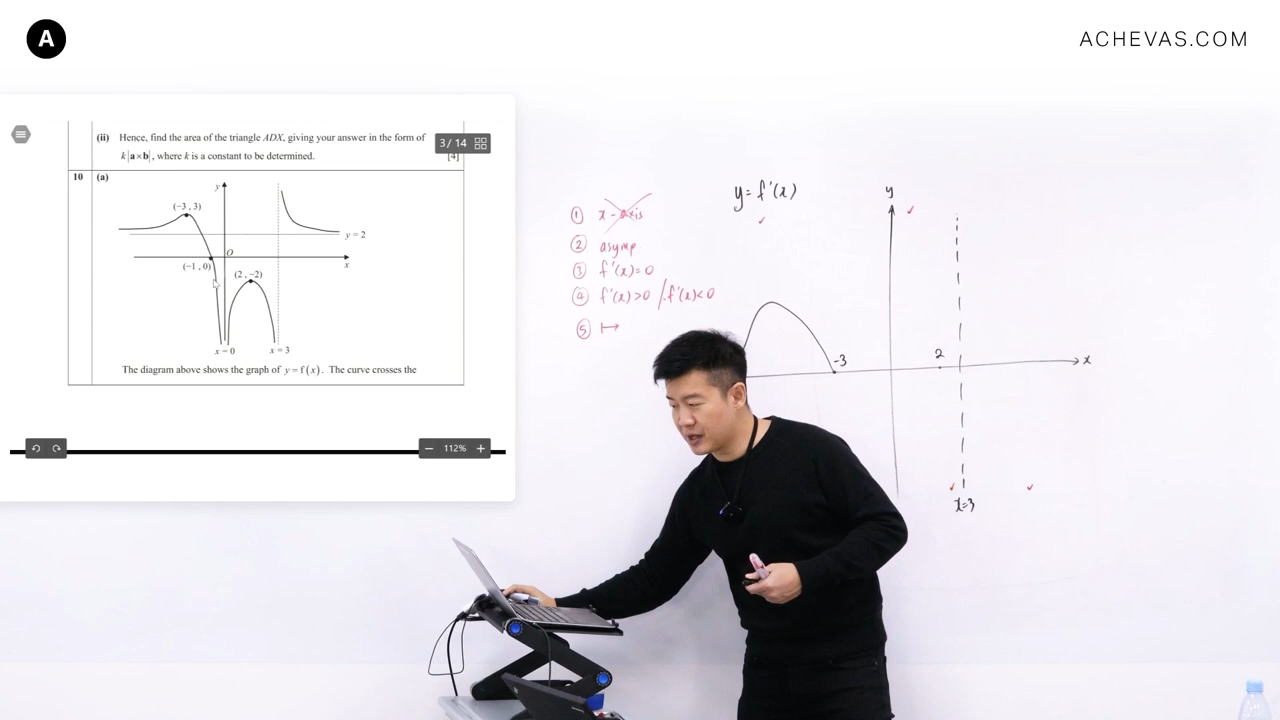 A
ACHEVAS.COM
(ii) Hence, find the area of the triangle ADX, giving your answer in the form of
k|a×b|, where k is a constant to be determined.
[4]
3 / 14
10 (a)
y
(−3 , 3)
y = 2
O
x
(−1 , 0)
(2 , −2)
x = 0
x = 3
The diagram above shows the graph of y = f(x). The curve crosses the
112%
① x - axis
② asymp
③ f'(x)=0
④ f'(x)>0 / f'(x)<0
⑤ ↦
y = f'(x)
y
-3
2
x
x=3